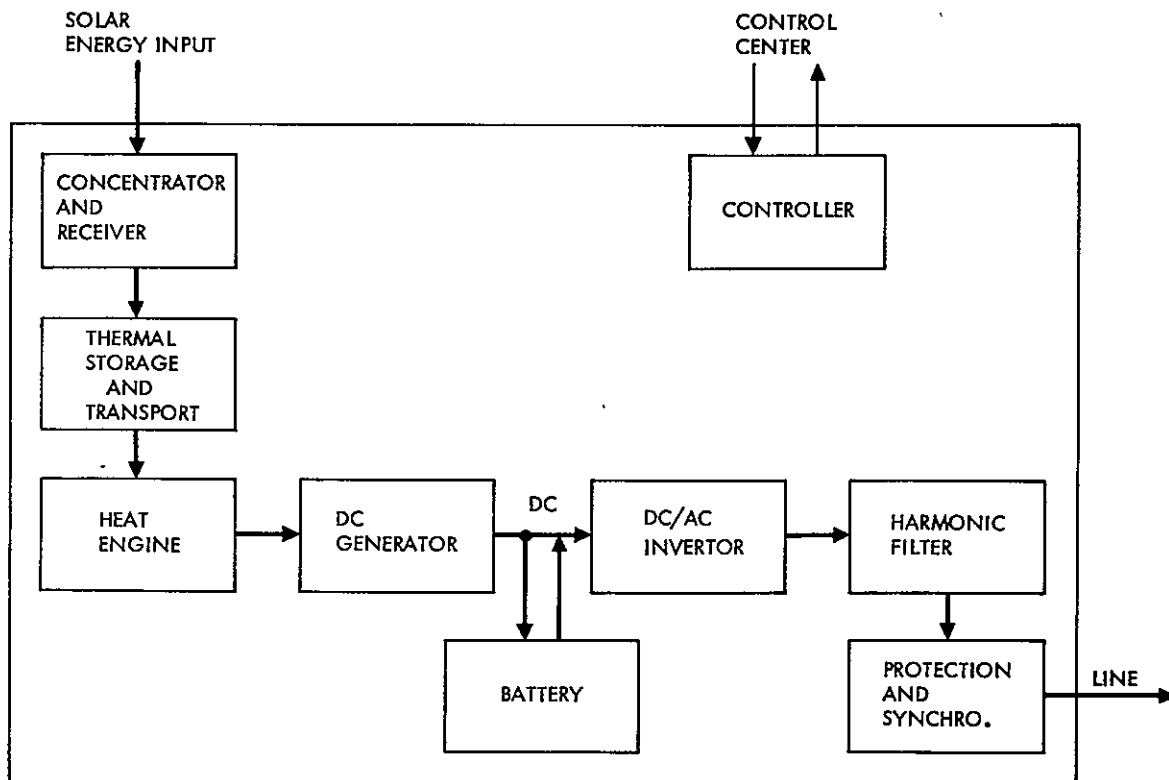 SOLAR
ENERGY INPUT
CONTROL
CENTER
CONCENTRATOR
AND
RECEIVER
CONTROLLER
THERMAL
STORAGE
AND
TRANSPORT
HEAT
ENGINE
DC
GENERATOR
DC
DC/AC
INVERTOR
HARMONIC
FILTER
BATTERY
PROTECTION
AND
SYNCHRO.
LINE